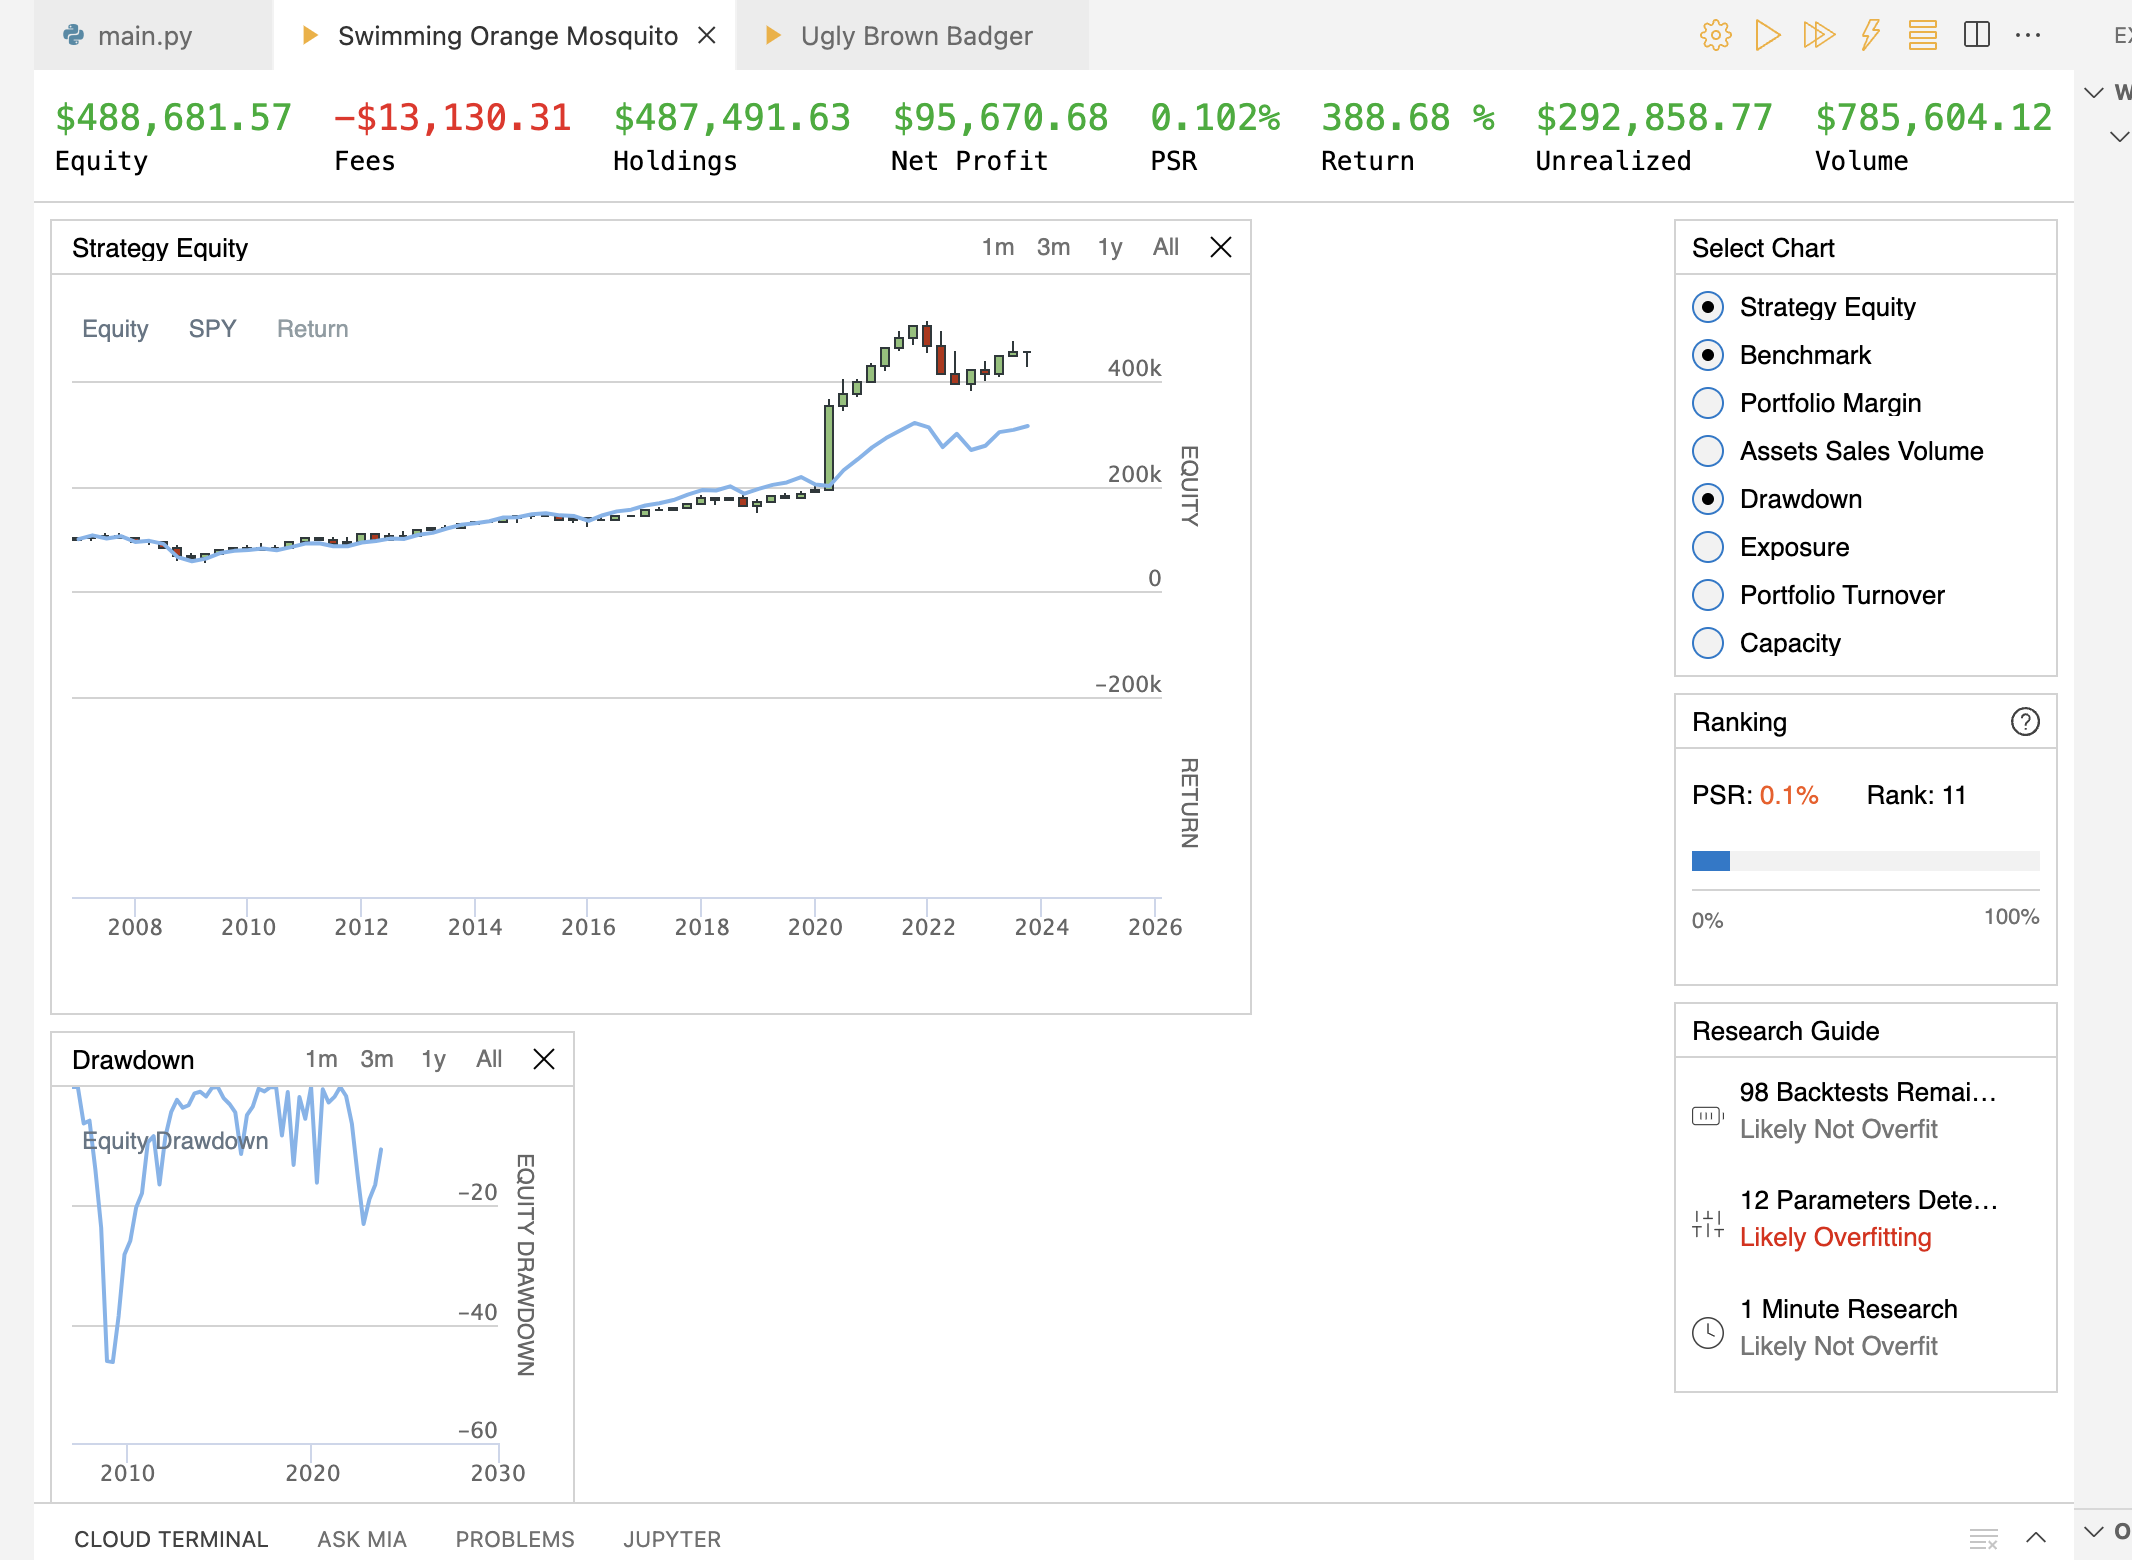 main.py
Swimming Orange Mosquito
Ugly Brown Badger
$488,681.57
Equity
-$13,130.31
Fees
$487,491.63
Holdings
$95,670.68
Net Profit
0.102%
PSR
388.68 %
Return
$292,858.77
Unrealized
$785,604.12
Volume
Strategy Equity
1m 3m 1y All
Equity SPY Return
400k
200k
0
-200k
EQUITY
RETURN
2008 2010 2012 2014 2016 2018 2020 2022 2024 2026
Select Chart
Strategy Equity
Benchmark
Portfolio Margin
Assets Sales Volume
Drawdown
Exposure
Portfolio Turnover
Capacity
Ranking
PSR: 0.1% Rank: 11
0% 100%
Research Guide
98 Backtests Remai...
Likely Not Overfit
12 Parameters Dete...
Likely Overfitting
1 Minute Research
Likely Not Overfit
Drawdown
1m 3m 1y All
Equity Drawdown
-20
-40
-60
EQUITY DRAWDOWN
2010 2020 2030
CLOUD TERMINAL ASK MIA PROBLEMS JUPYTER